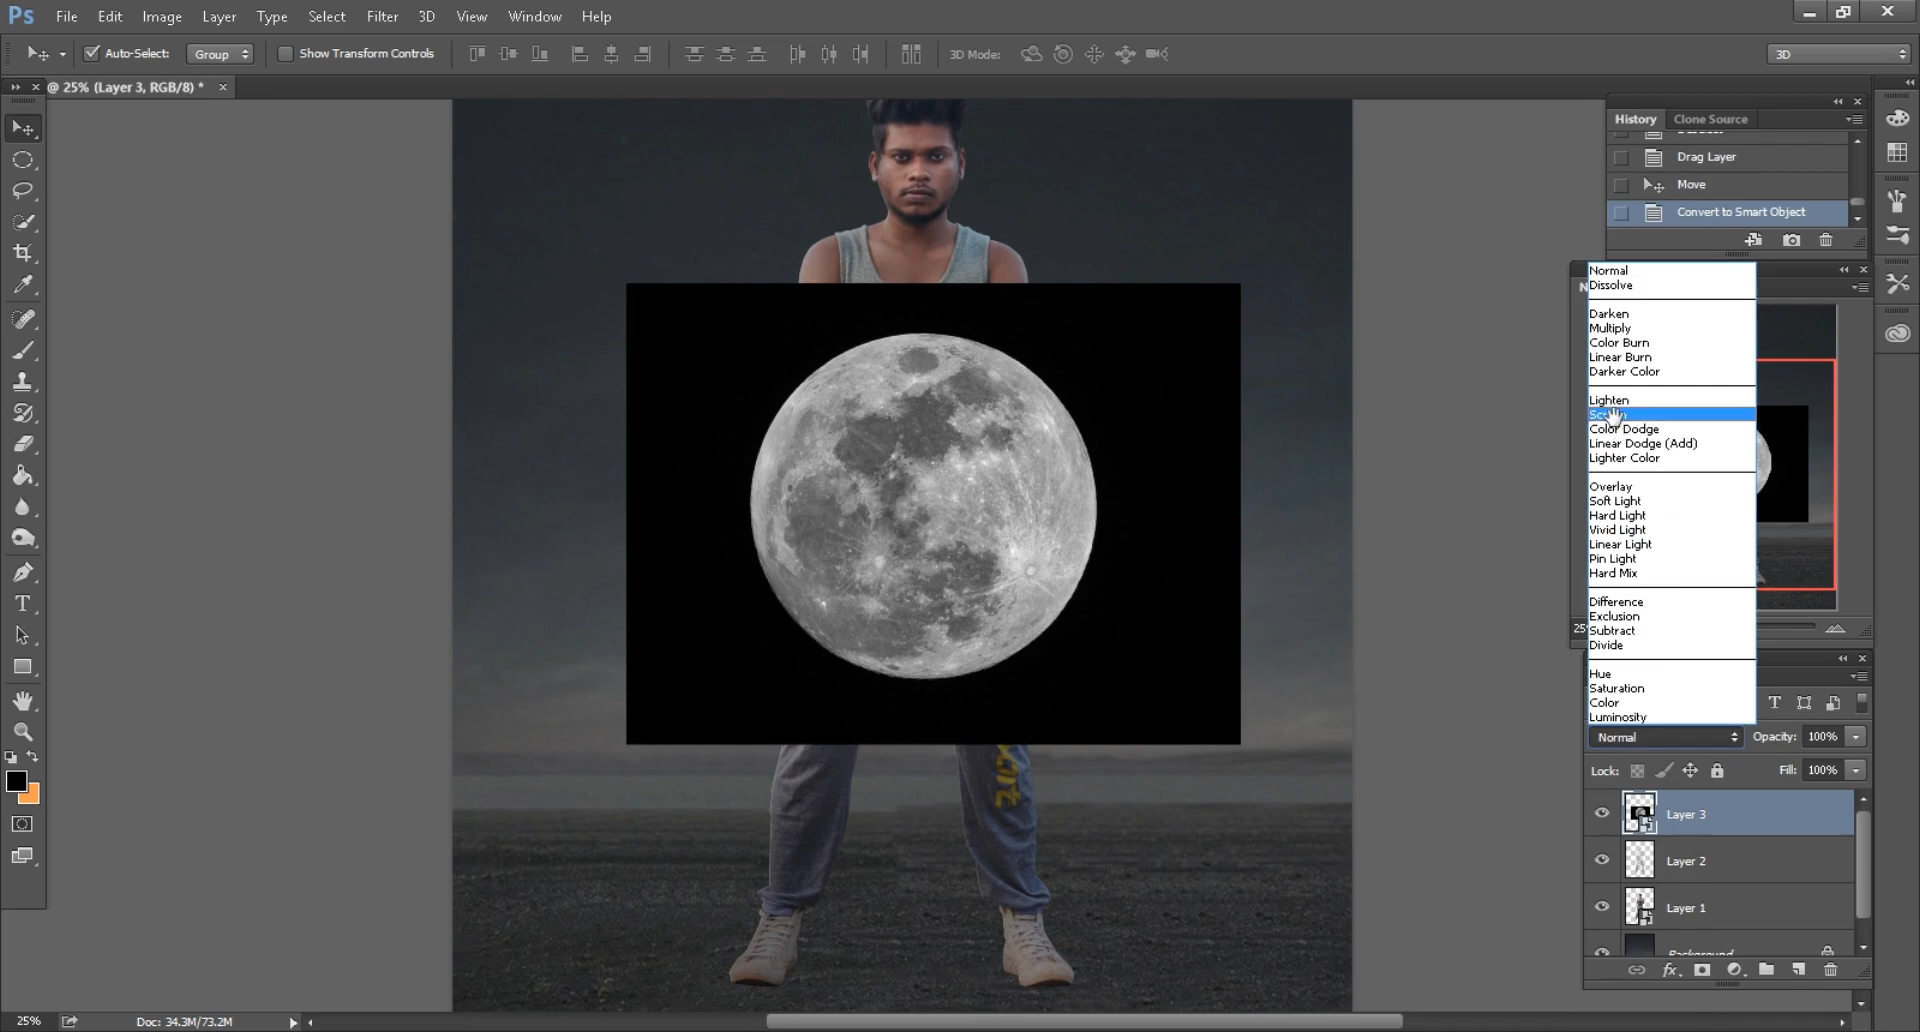 Ps File Edit Image Layer Type Select Filter 3D View Window Help
Auto-Select: Group Show Transform Controls 3D Mode: 3D
@ 25% (Layer 3, RGB/8) *
History Clone Source
Drag Layer
Move
Convert to Smart Object
Normal
Dissolve
Darken
Multiply
Color Burn
Linear Burn
Darker Color
Lighten
Screen
Color Dodge
Linear Dodge (Add)
Lighter Color
Overlay
Soft Light
Hard Light
Vivid Light
Linear Light
Pin Light
Hard Mix
Difference
Exclusion
Subtract
Divide
Hue
Saturation
Color
Luminosity
Normal Opacity: 100%
Lock: Fill: 100%
Layer 3
Layer 2
Layer 1
Background
25% Doc: 34.3M/73.2M